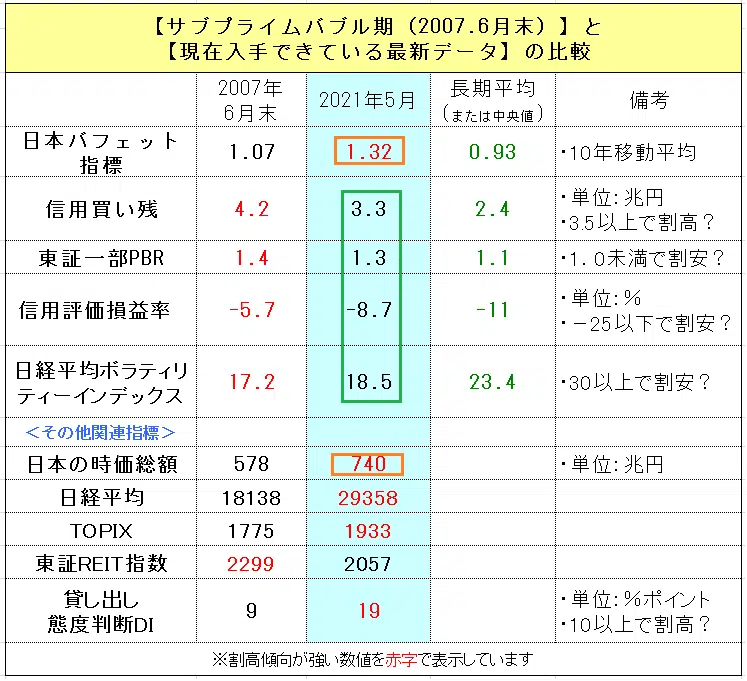 【サブプライムバブル期（2007.6月末）】と
【現在入手できている最新データ】の比較
2007年
6月末
2021年5月
長期平均
（または中央値）
備考
日本バフェット
指標
1.07
1.32
0.93
・10年移動平均
信用買い残
4.2
3.3
2.4
・単位：兆円
・3.5以上で割高？
東証一部PBR
1.4
1.3
1.1
・1.0未満で割安？
信用評価損益率
-5.7
-8.7
-11
・単位：％
・－25以下で割安？
日経平均ボラティリ
ティーインデックス
17.2
18.5
23.4
・30以上で割安？
＜その他関連指標＞
日本の時価総額
578
740
・単位：兆円
日経平均
18138
29358
TOPIX
1775
1933
東証REIT指数
2299
2057
貸し出し
態度判断DI
9
19
・単位：％ポイント
・10以上で割高？
※割高傾向が強い数値を赤字で表示しています